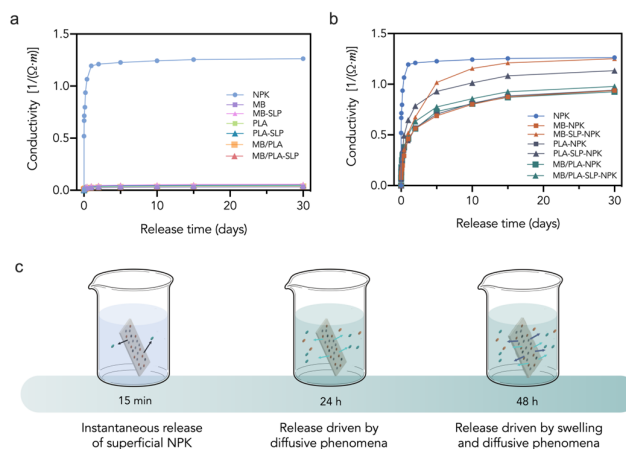 a
Conductivity [1/(Ω·m)]
1.5
1.0
0.5
0.0
0
10
20
30
Release time (days)
NPK
MB
MB-SLP
PLA
PLA-SLP
MB/PLA
MB/PLA-SLP
b
Conductivity [1/(Ω·m)]
1.5
1.0
0.5
0.0
0
10
20
30
Release time (days)
NPK
MB-NPK
MB-SLP-NPK
PLA-NPK
PLA-SLP-NPK
MB/PLA-NPK
MB/PLA-SLP-NPK
c
15 min
24 h
48 h
Instantaneous release
of superficial NPK
Release driven by
diffusive phenomena
Release driven by swelling
and diffusive phenomena